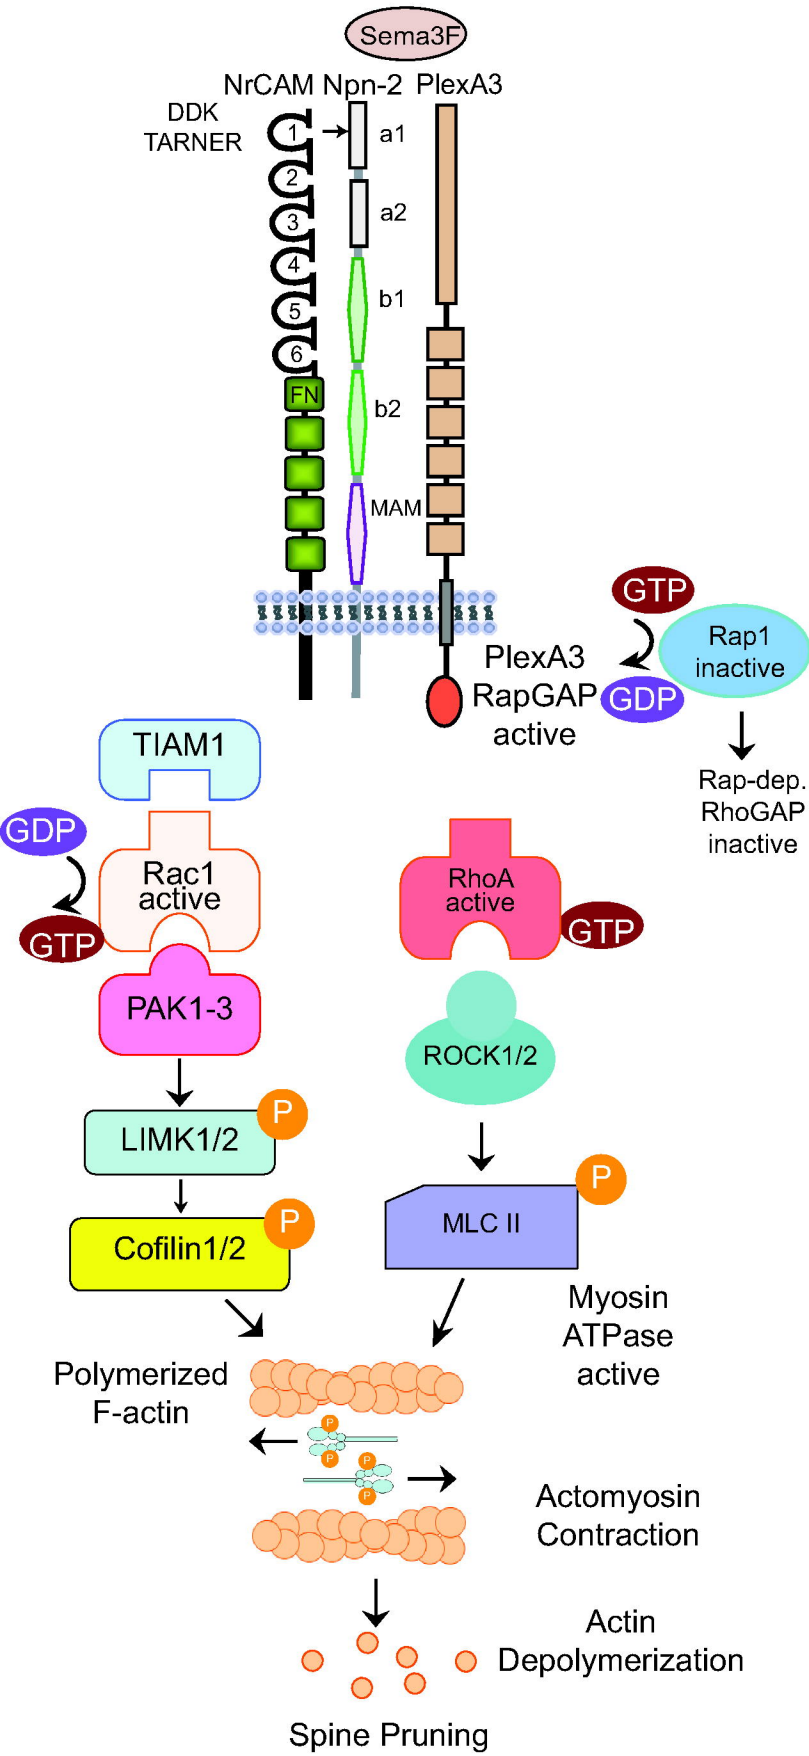 Sema3F
NrCAM Npn-2 PlexA3
DDK
TARNER
1
a1
2
a2
3
4
b1
5
6
FN
b2
MAM
GTP
Rap1
inactive
PlexA3
RapGAP
active
GDP
Rap-dep.
RhoGAP
inactive
TIAM1
GDP
Rac1
active
GTP
RhoA
active
GTP
PAK1-3
ROCK1/2
P
LIMK1/2
P
Cofilin1/2
P
MLC II
Myosin
ATPase
active
Polymerized
F-actin
P
P
P
P
Actomyosin
Contraction
Actin
Depolymerization
Spine Pruning